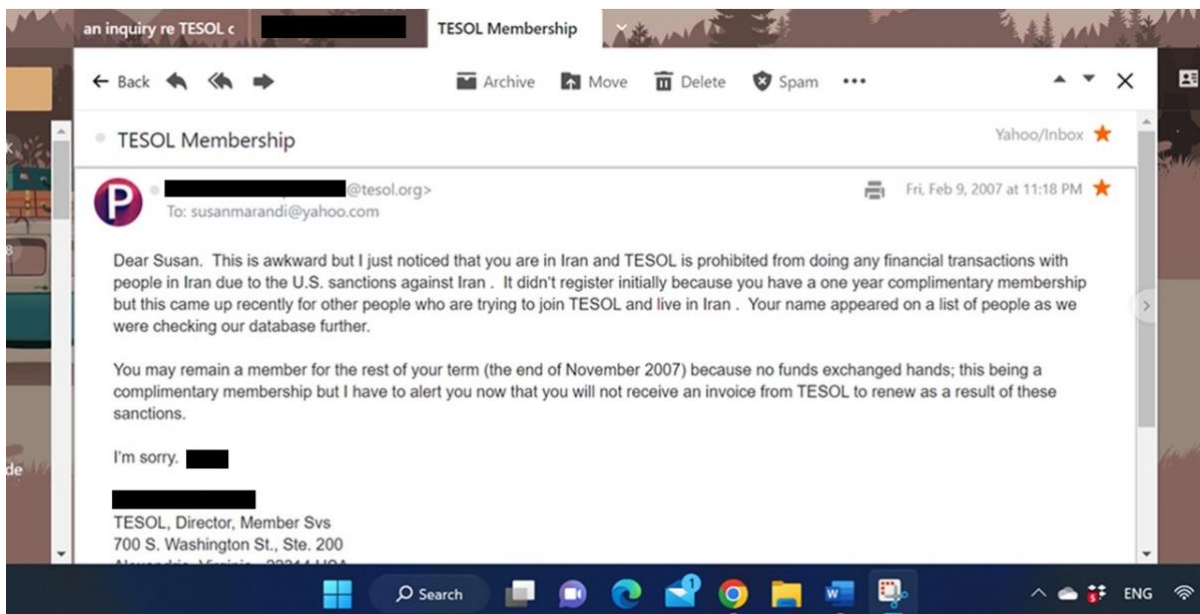 an inquiry re TESOL c
TESOL Membership
Back
Archive
Move
Delete
Spam
TESOL Membership
Yahoo/Inbox
P
@tesol.org>
Fri, Feb 9, 2007 at 11:18 PM
To: susanmarandi@yahoo.com
Dear Susan. This is awkward but I just noticed that you are in Iran and TESOL is prohibited from doing any financial transactions with
people in Iran due to the U.S. sanctions against Iran . It didn't register initially because you have a one year complimentary membership
but this came up recently for other people who are trying to join TESOL and live in Iran . Your name appeared on a list of people as we
were checking our database further.
You may remain a member for the rest of your term (the end of November 2007) because no funds exchanged hands; this being a
complimentary membership but I have to alert you now that you will not receive an invoice from TESOL to renew as a result of these
sanctions.
I'm sorry.
TESOL, Director, Member Svs
700 S. Washington St., Ste. 200
Search
1
W
ENG